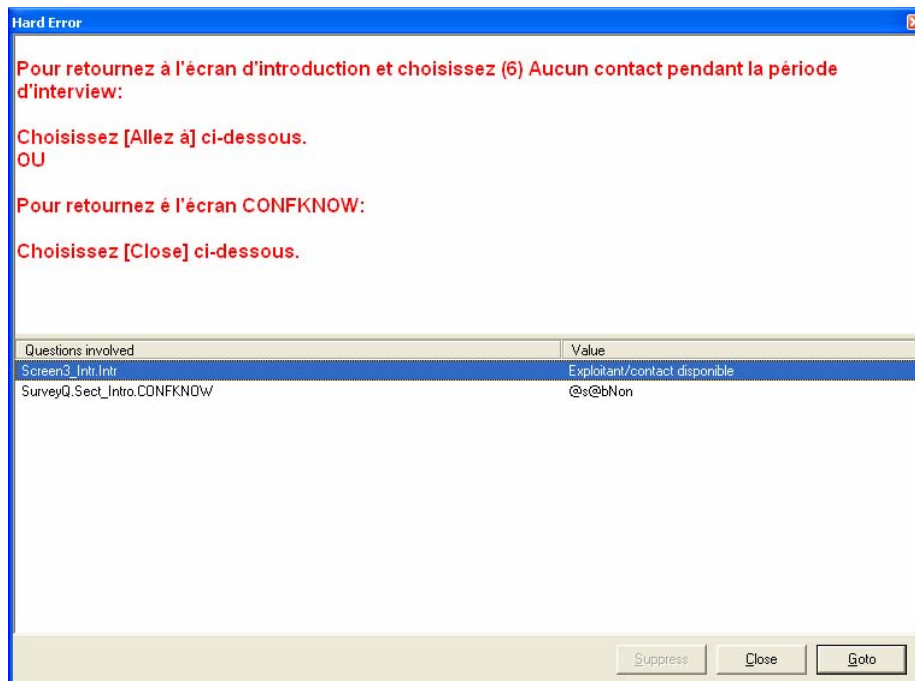 Hard Error
Pour retournez à l'écran d'introduction et choisissez (6) Aucun contact pendant la période
d'interview:
Choisissez [Allez à] ci-dessous.
OU
Pour retournez é l'écran CONFKNOW:
Choisissez [Close] ci-dessous.
Questions involved Value
Screen3_Intr.Intr Exploitant/contact disponible
SurveyQ.Sect_Intro.CONFKNOW @s@bNon
Suppress Close Goto